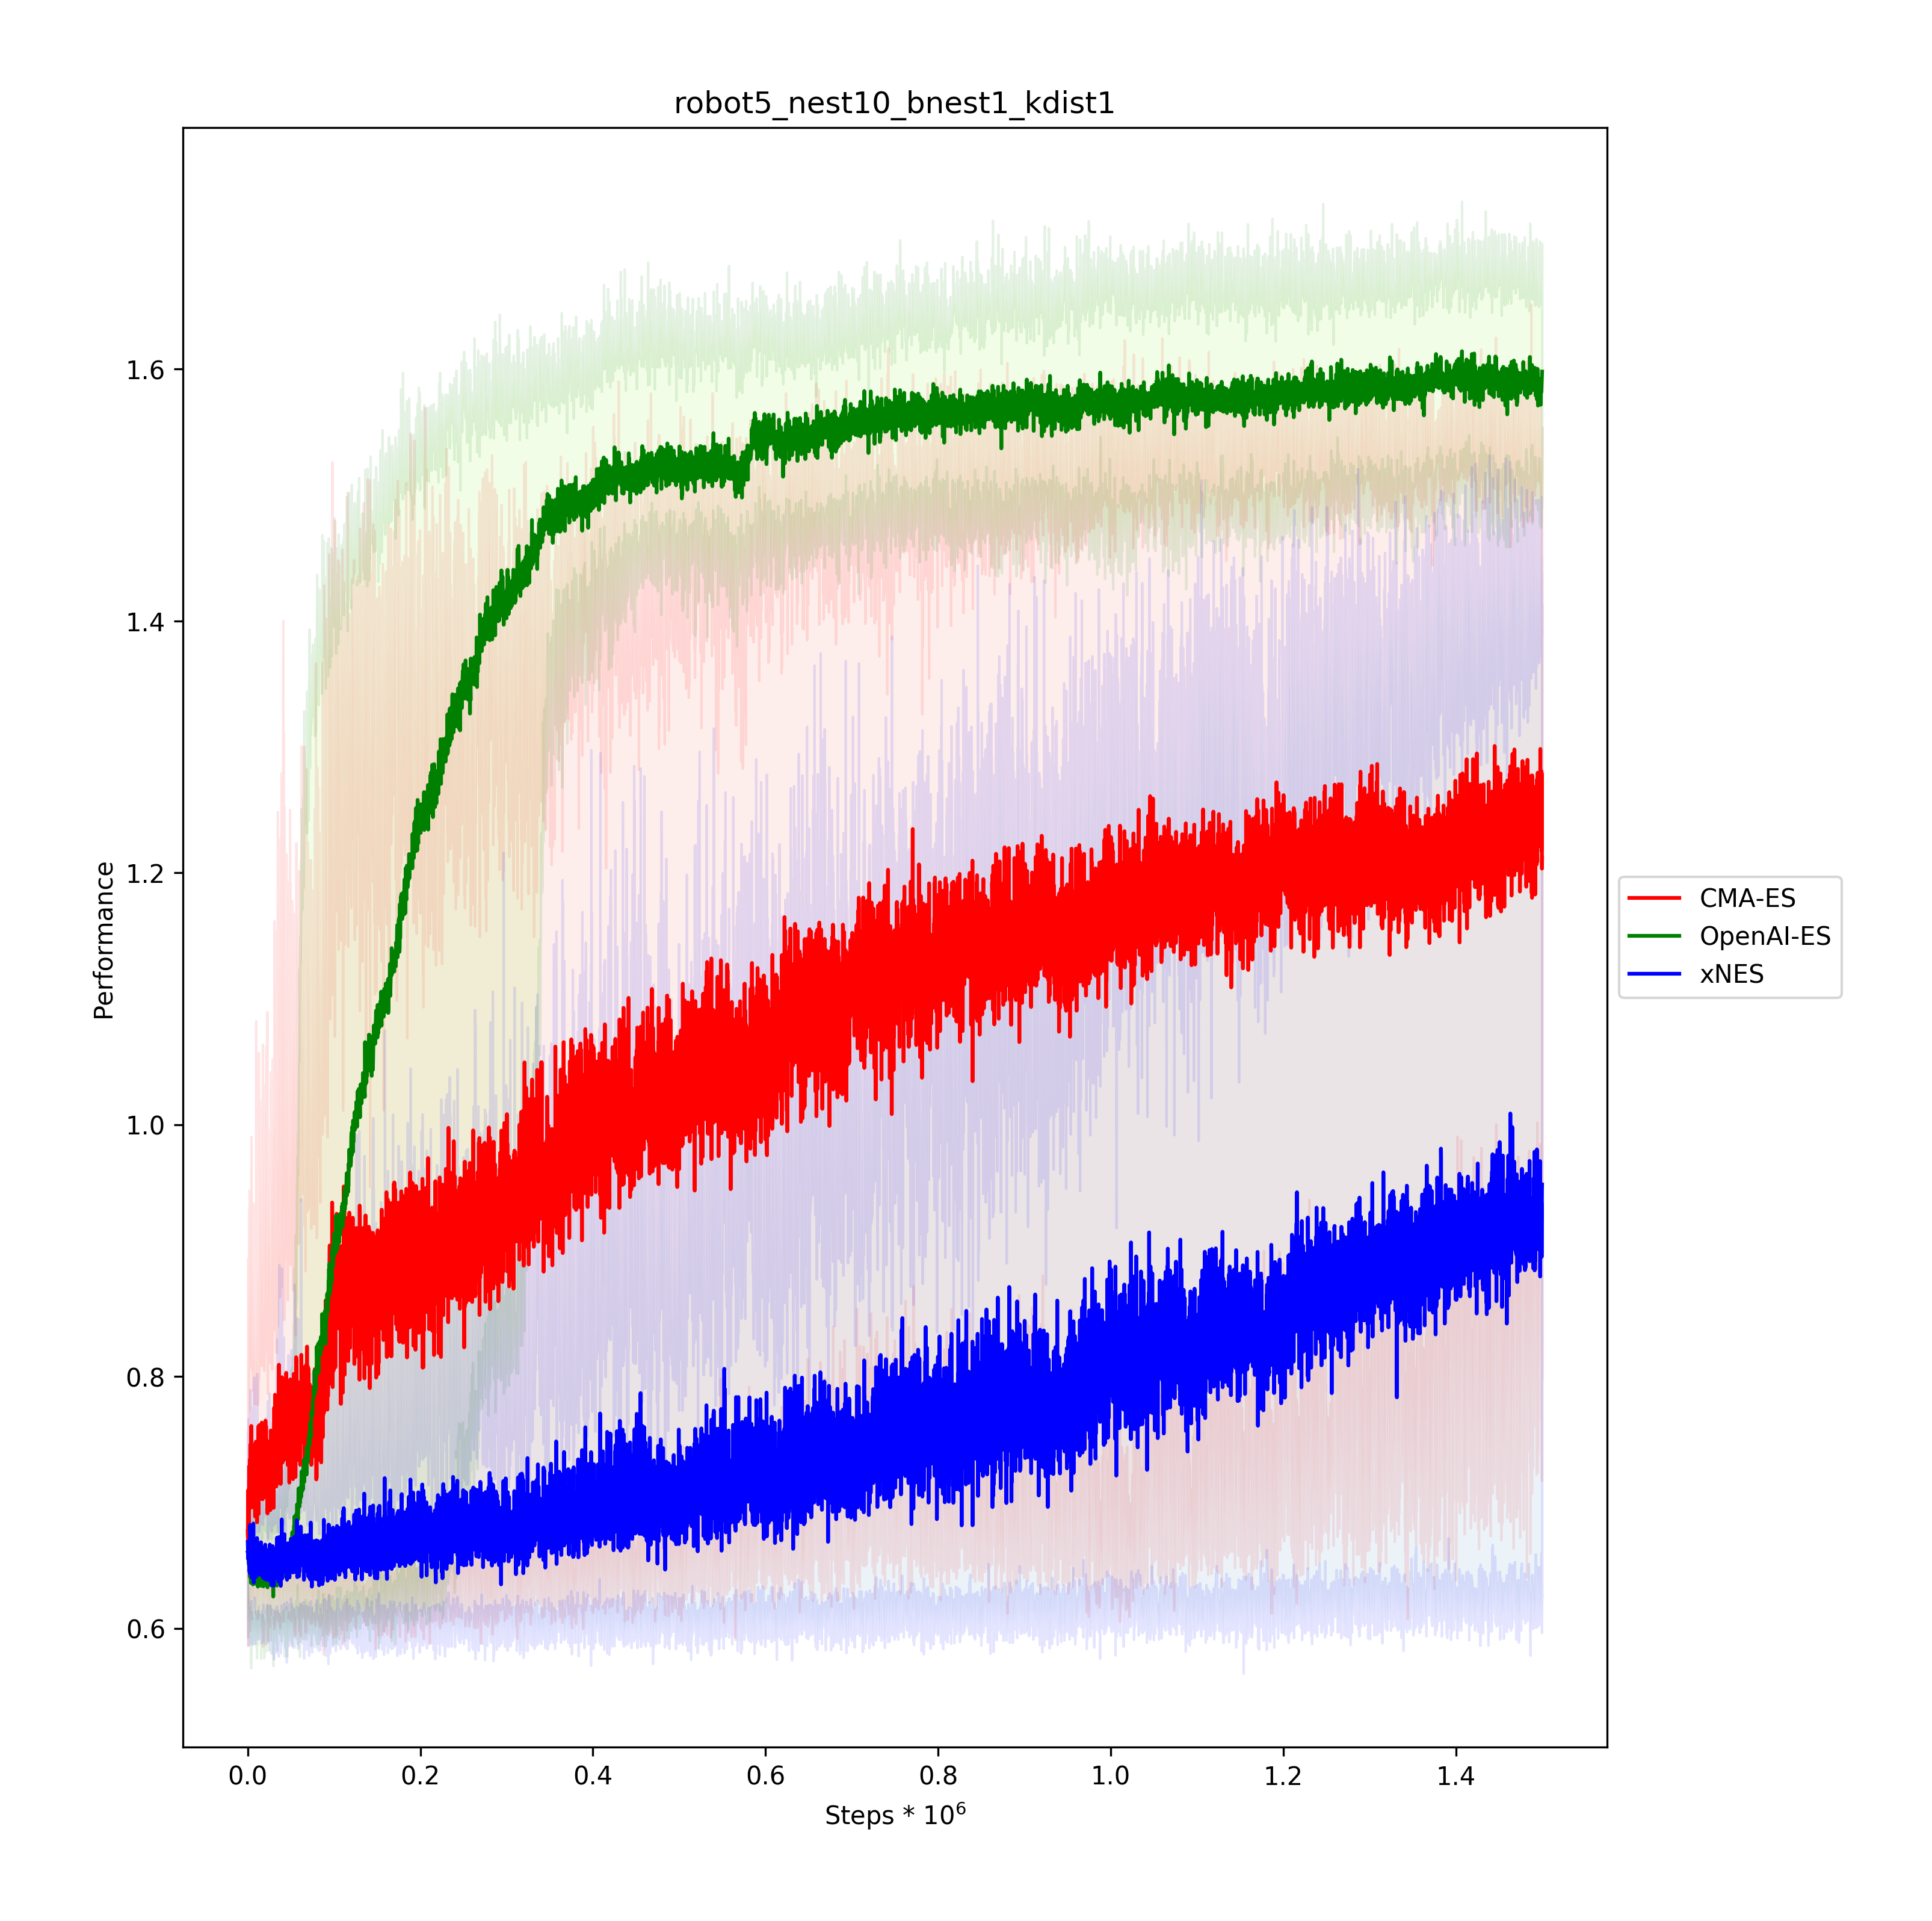 robot5_nest10_bnest1_kdist1
Performance
1.6
1.4
1.2
1.0
0.8
0.6
0.0 0.2 0.4 0.6 0.8 1.0 1.2 1.4
Steps * 10⁶
CMA-ES
OpenAI-ES
xNES